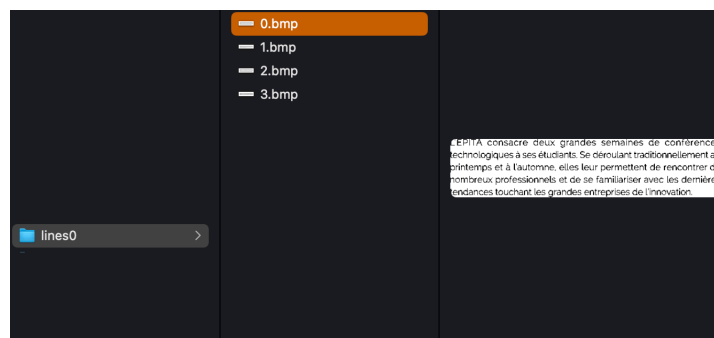 0.bmp
1.bmp
2.bmp
3.bmp
lines0
L'EPITA consacre deux grandes semaines de conférence
technologiques à ses étudiants. Se déroulant traditionnellement a
printemps et à l'automne, elles leur permettent de rencontrer d
nombreux professionnels et de se familiariser avec les dernière
tendances touchant les grandes entreprises de l'innovation.